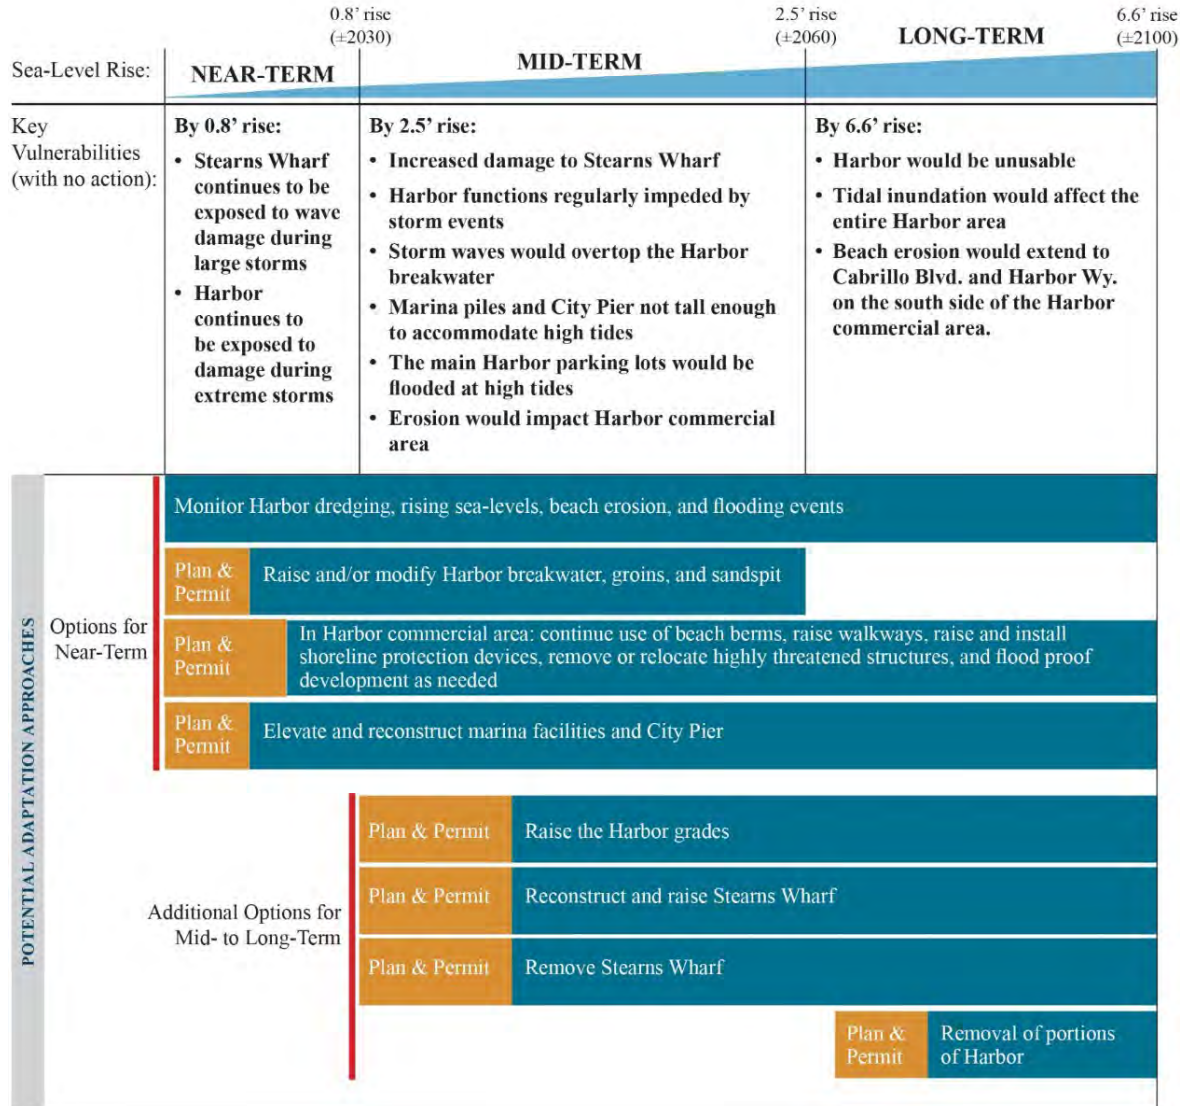 0.8' rise
(±2030)
2.5' rise
(±2060)
6.6' rise
(±2100)
Sea-Level Rise:
NEAR-TERM
MID-TERM
LONG-TERM
Key
Vulnerabilities
(with no action):
By 0.8' rise:
• Stearns Wharf
continues to be
exposed to wave
damage during
large storms
• Harbor
continues to
be exposed to
damage during
extreme storms
By 2.5' rise:
• Increased damage to Stearns Wharf
• Harbor functions regularly impeded by
storm events
• Storm waves would overtop the Harbor
breakwater
• Marina piles and City Pier not tall enough
to accommodate high tides
• The main Harbor parking lots would be
flooded at high tides
• Erosion would impact Harbor commercial
area
By 6.6' rise:
• Harbor would be unusable
• Tidal inundation would affect the
entire Harbor area
• Beach erosion would extend to
Cabrillo Blvd. and Harbor Wy.
on the south side of the Harbor
commercial area.
POTENTIAL ADAPTATION APPROACHES
Options for
Near-Term
Monitor Harbor dredging, rising sea-levels, beach erosion, and flooding events
Plan &
Permit
Raise and/or modify Harbor breakwater, groins, and sandspit
Plan &
Permit
In Harbor commercial area: continue use of beach berms, raise walkways, raise and install
shoreline protection devices, remove or relocate highly threatened structures, and flood proof
development as needed
Plan &
Permit
Elevate and reconstruct marina facilities and City Pier
Additional Options for
Mid- to Long-Term
Plan & Permit
Raise the Harbor grades
Plan & Permit
Reconstruct and raise Stearns Wharf
Plan & Permit
Remove Stearns Wharf
Plan &
Permit
Removal of portions
of Harbor